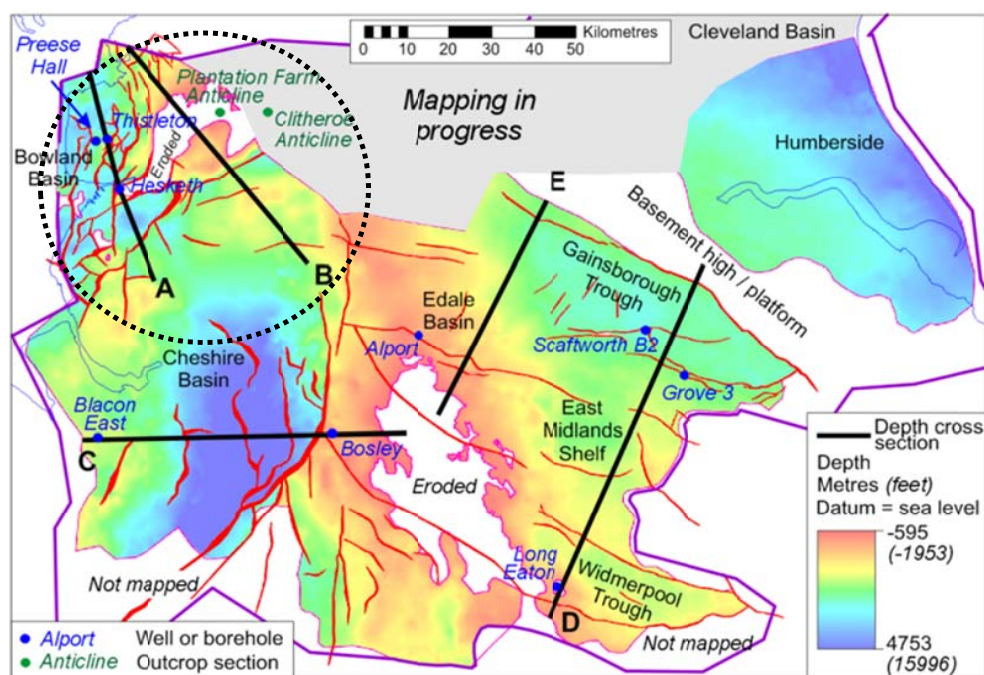 Preese
Hall
Plantation Farm
Anticline
Clitheroe
Anticline
Thistleton
Bowland
Basin
Eroded
Hesketh
Kilometres
0 10 20 30 40 50
Mapping in
progress
Cleveland Basin
Humberside
A
B
E
Basement high / platform
Gainsborough
Trough
Edale
Basin
Alport
Scaftworth B2
Grove 3
Cheshire
Basin
Blacon
East
C
Bosley
East
Midlands
Shelf
Eroded
Long
Eaton
Widmerpool
Trough
D
Not mapped
Not mapped
Alport Well or borehole
Anticline Outcrop section
Depth cross
section
Depth
Metres (feet)
Datum = sea level
-595
(-1953)
4753
(15996)